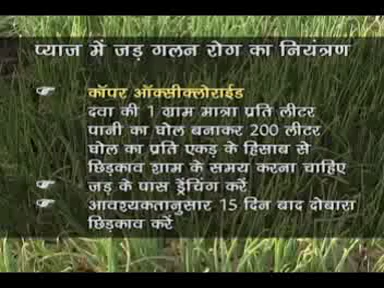 प्याज में जड़ गलन रोग का नियंत्रण
कॉपर ऑक्सीक्लोराईड
दवा की 1 ग्राम मात्रा प्रति लीटर
पानी का घोल बनाकर 200 लीटर
घोल का प्रति एकड़ के हिसाब से
छिड़काव शाम के समय करना चाहिए
जड़ के पास ड्रैंचिंग करें
आवश्यकतानुसार 15 दिन बाद दोबारा
छिड़काव करें